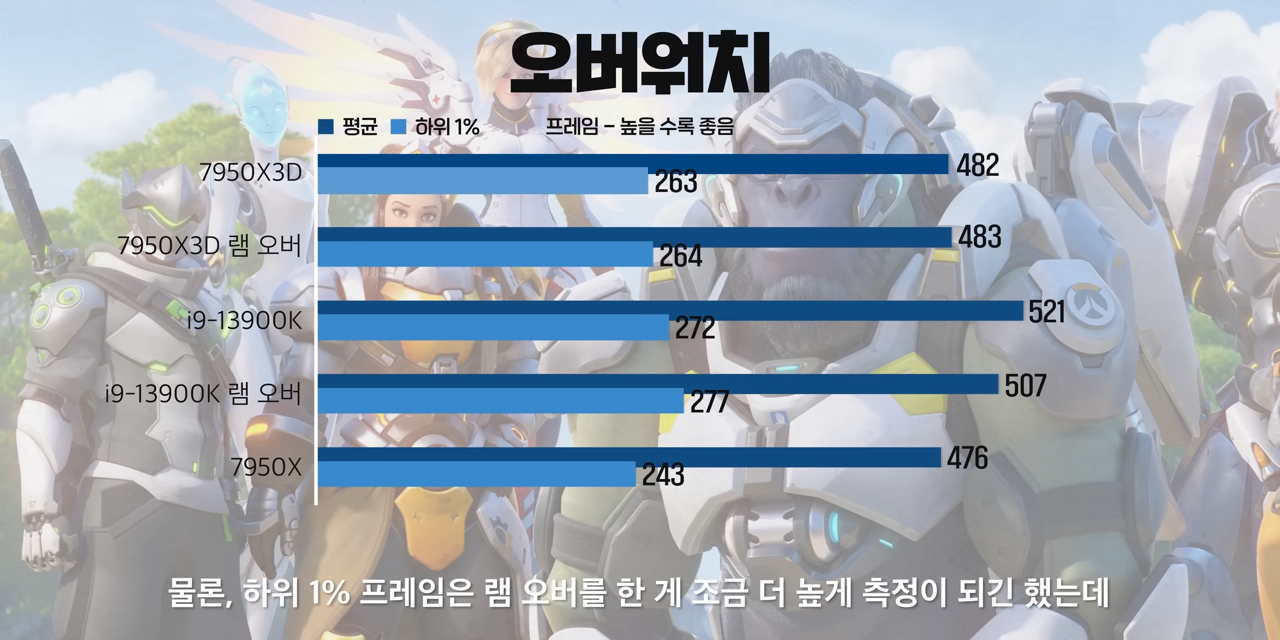 오버워치
평균 하위 1% 프레임 - 높을 수록 좋음
7950X3D 482
263
7950X3D 램 오버 483
264
i9-13900K 521
272
i9-13900K 램 오버 507
277
7950X 476
243
물론, 하위 1% 프레임은 램 오버를 한 게 조금 더 높게 측정이 되긴 했는데